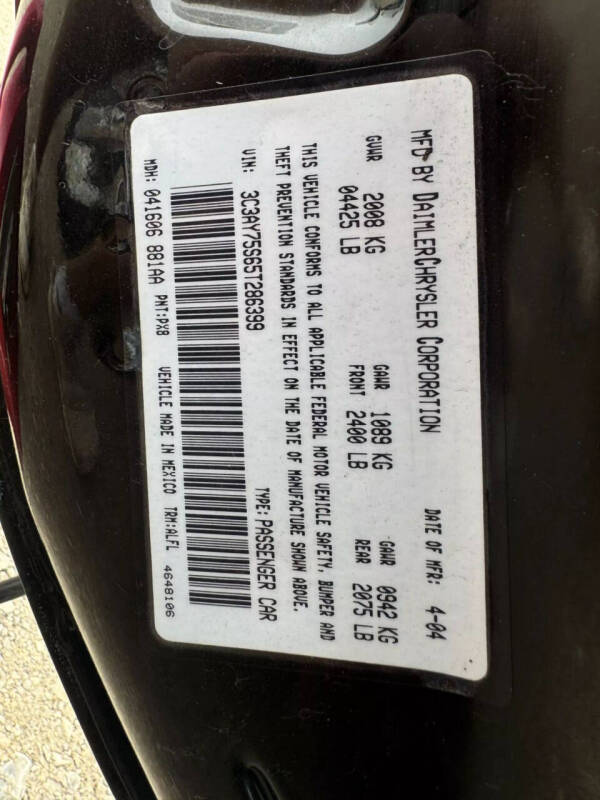 MFD BY DAIMLERCHRYSLER CORPORATION DATE OF MFR: 4-04
GVWR 2008 KG GAWR 1089 KG GAWR 0942 KG
04425 LB FRONT 2400 LB REAR 2075 LB
THIS VEHICLE CONFORMS TO ALL APPLICABLE FEDERAL MOTOR VEHICLE SAFETY, BUMPER AND
THEFT PREVENTION STANDARDS IN EFFECT ON THE DATE OF MANUFACTURE SHOWN ABOVE.
VIN: 3C3AY75S65T286399 TYPE: PASSENGER CAR
MDH: 041606 881AA PNT:PX8 VEHICLE MADE IN MEXICO TRM:ALFL 4648106